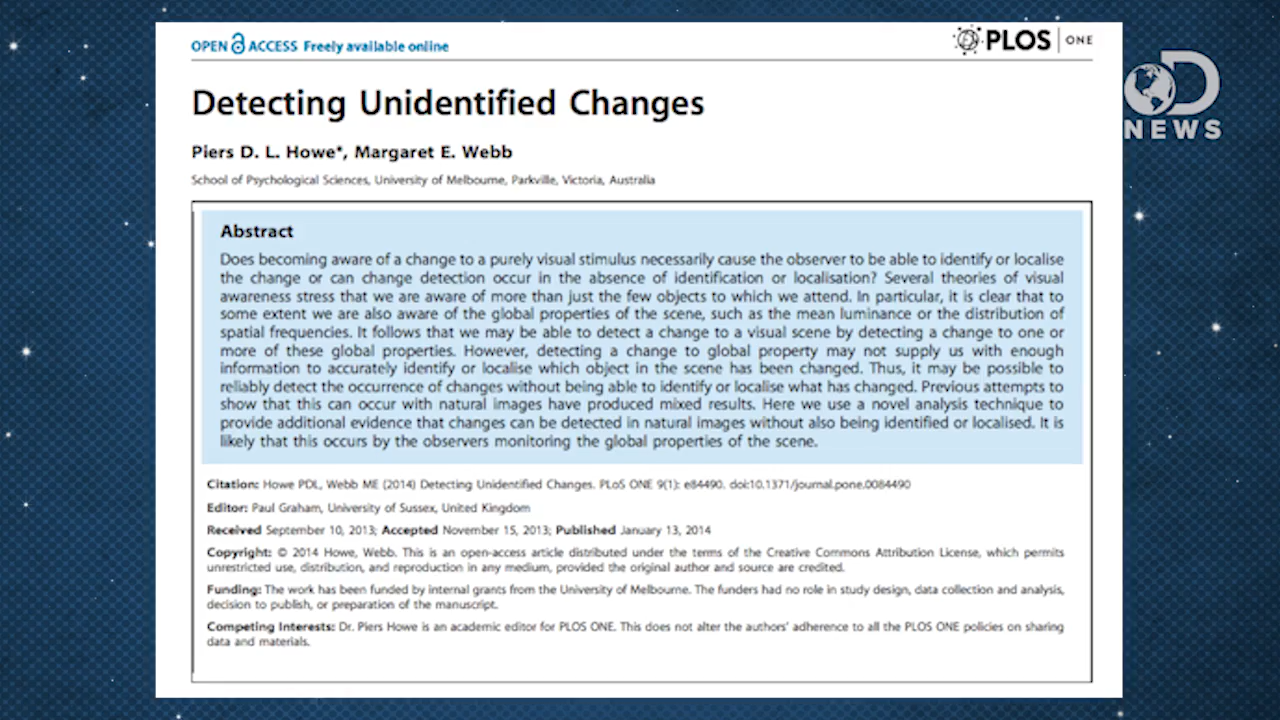 OPEN ACCESS Freely available online
PLOS ONE
Detecting Unidentified Changes
D
NEWS
Piers D. L. Howe*, Margaret E. Webb
School of Psychological Sciences, University of Melbourne, Parkville, Victoria, Australia
Abstract
Does becoming aware of a change to a purely visual stimulus necessarily cause the observer to be able to identify or localise
the change or can change detection occur in the absence of identification or localisation? Several theories of visual
awareness stress that we are aware of more than just the few objects to which we attend. In particular, it is clear that to
some extent we are also aware of the global properties of the scene, such as the mean luminance or the distribution of
spatial frequencies. It follows that we may be able to detect a change to a visual scene by detecting a change to one or
more of these global properties. However, detecting a change to global property may not supply us with enough
information to accurately identify or localise which object in the scene has been changed. Thus, it may be possible to
reliably detect the occurrence of changes without being able to identify or localise what has changed. Previous attempts to
show that this can occur with natural images have produced mixed results. Here we use a novel analysis technique to
provide additional evidence that changes can be detected in natural images without also being identified or localised. It is
likely that this occurs by the observers monitoring the global properties of the scene.
Citation: Howe PDL, Webb ME (2014) Detecting Unidentified Changes. PLoS ONE 9(1): e84490. doi:10.1371/journal.pone.0084490
Editor: Paul Graham, University of Sussex, United Kingdom
Received September 10, 2013; Accepted November 15, 2013; Published January 13, 2014
Copyright: © 2014 Howe, Webb. This is an open-access article distributed under the terms of the Creative Commons Attribution License, which permits
unrestricted use, distribution, and reproduction in any medium, provided the original author and source are credited.
Funding: The work has been funded by internal grants from the University of Melbourne. The funders had no role in study design, data collection and analysis,
decision to publish, or preparation of the manuscript.
Competing Interests: Dr. Piers Howe is an academic editor for PLOS ONE. This does not alter the authors' adherence to all the PLOS ONE policies on sharing
data and materials.